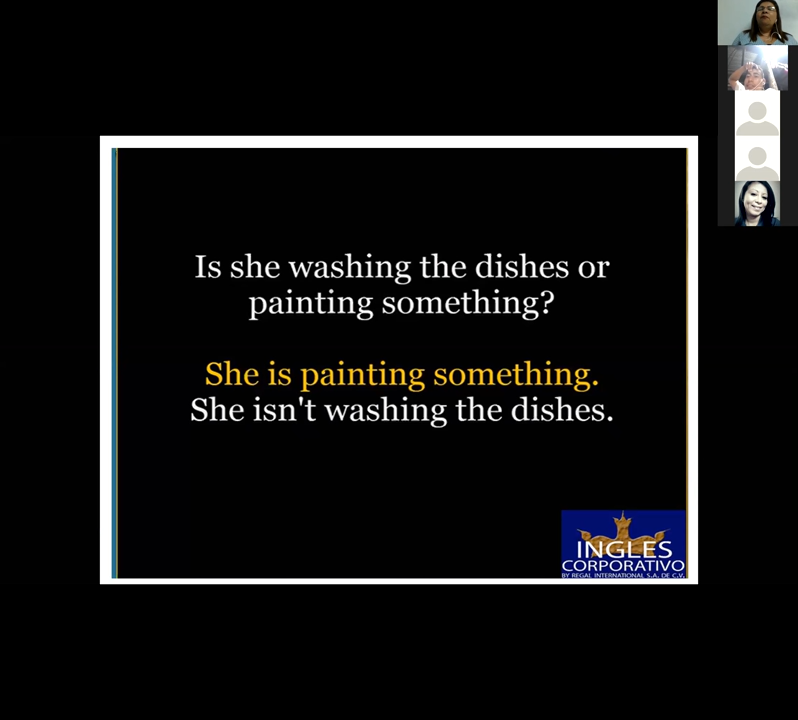 Is she washing the dishes or
painting something?
She is painting something.
She isn't washing the dishes.
INGLES
CORPORATIVO
BY REGAL INTERNATIONAL S.A. DE C.V.